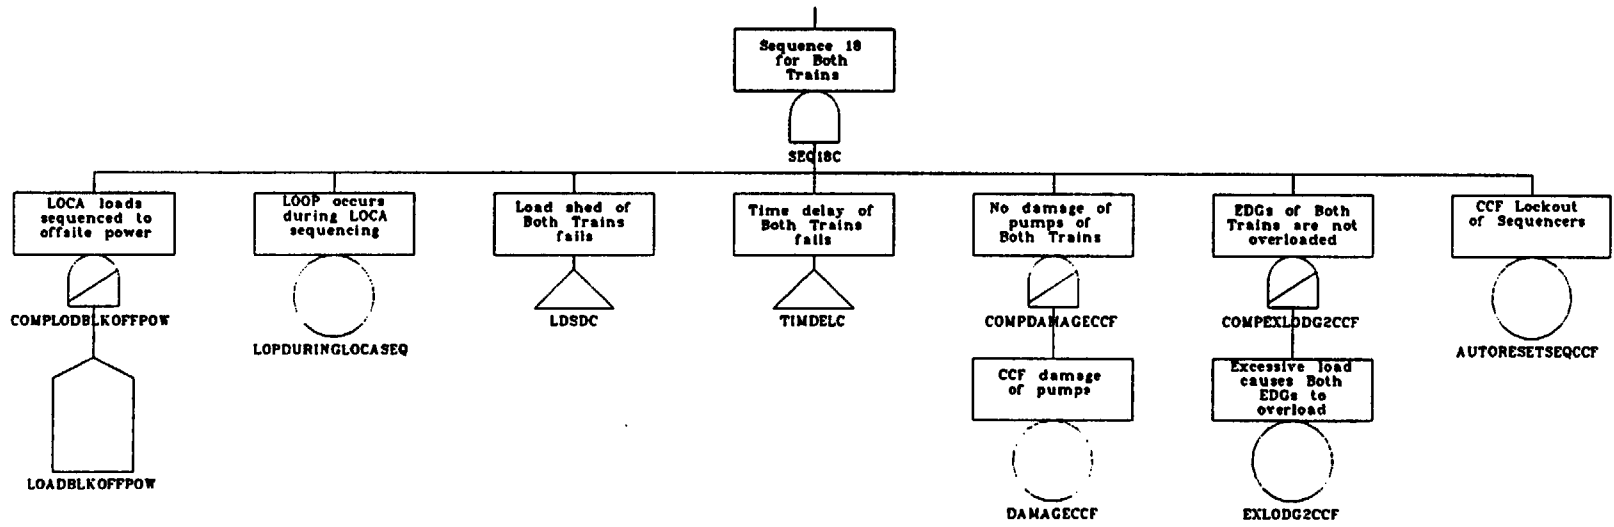 Sequence 18
for Both
Trains
SEQ18C
LOCA loads
sequenced to
offsite power
COMPLODBLKOFFPOW
LOADBLKOFFPOW
LOOP occurs
during LOCA
sequencing
LOPDURINGLOCASEQ
Load shed of
Both Trains
fails
LDSDC
Time delay of
Both Trains
fails
TIMDELC
No damage of
pumps of
Both Trains
COMPDAMAGECCF
CCF damage
of pumps
DAMAGECCF
EDGs of Both
Trains are not
overloaded
COMPEXLODG2CCF
Excessive load
causes Both
EDGs to
overload
EXLODG2CCF
CCF Lockout
of Sequencers
AUTORESETSEQCCF